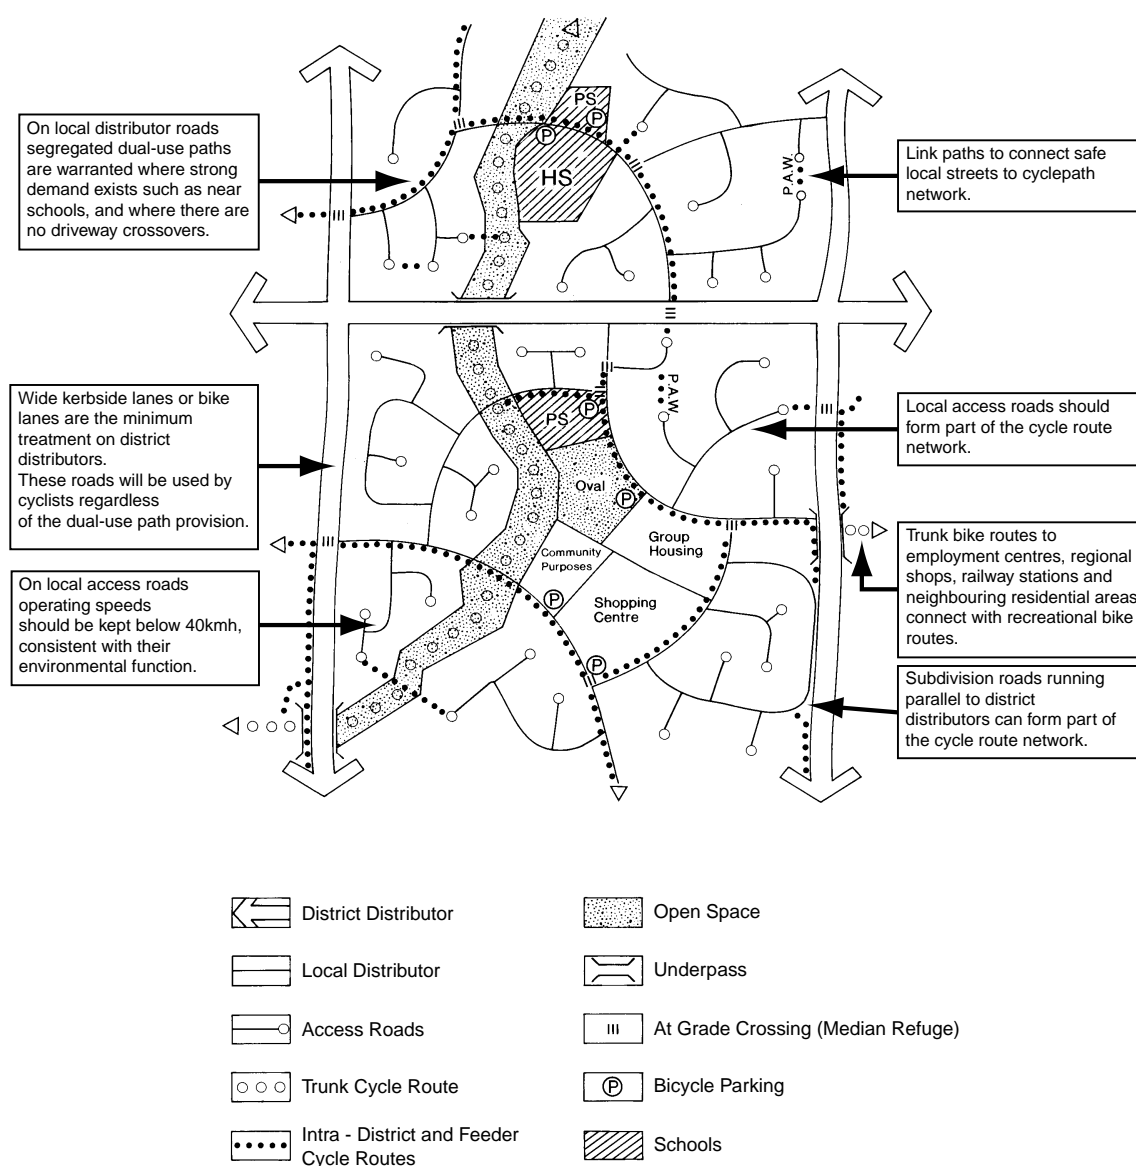 On local distributor roads
segregated dual-use paths
are warranted where strong
demand exists such as near
schools, and where there are
no driveway crossovers.
PS
P
P
HS
P.A.W.
Link paths to connect safe
local streets to cyclepath
network.
Wide kerbside lanes or bike
lanes are the minimum
treatment on district
distributors.
These roads will be used by
cyclists regardless
of the dual-use path provision.
P.A.W
PS
P
Oval
P
Local access roads should
form part of the cycle route
network.
Group
Housing
Community
Purposes
P
Shopping
Centre
P
Trunk bike routes to
employment centres, regional
shops, railway stations and
neighbouring residential areas
connect with recreational bike
routes.
On local access roads
operating speeds
should be kept below 40kmh,
consistent with their
environmental function.
Subdivision roads running
parallel to district
distributors can form part of
the cycle route network.
District Distributor
Local Distributor
Access Roads
Trunk Cycle Route
Intra - District and Feeder
Cycle Routes
Open Space
Underpass
At Grade Crossing (Median Refuge)
P
Bicycle Parking
Schools